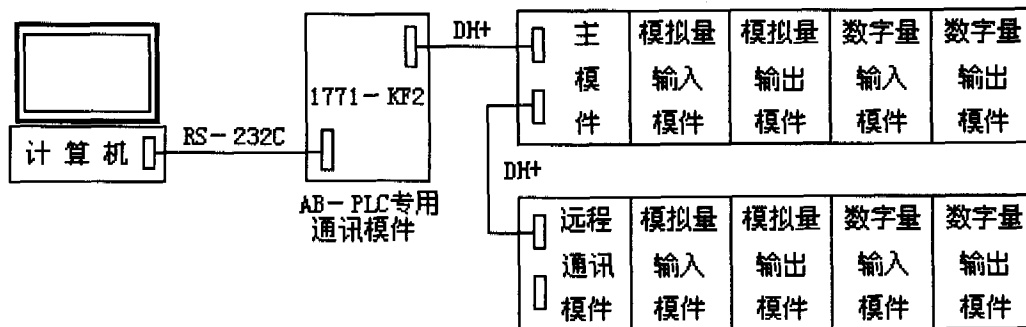 计算机
RS-232C
1771-KF2
AB-PLC专用
通讯模件
DH+
主模件
模拟量输入模件
模拟量输出模件
数字量输入模件
数字量输出模件
DH+
远程通讯模件
模拟量输入模件
模拟量输出模件
数字量输入模件
数字量输出模件